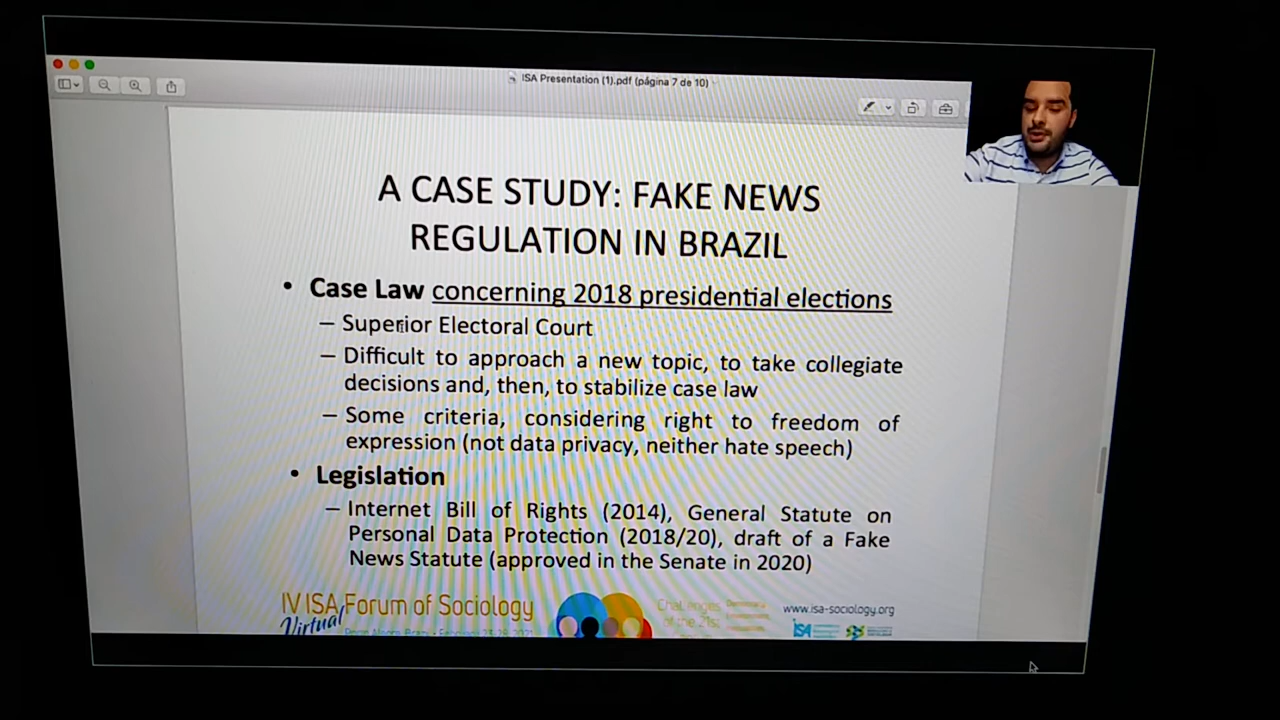 ISA Presentation (1).pdf (página 7 de 10)
A CASE STUDY: FAKE NEWS
REGULATION IN BRAZIL
• Case Law concerning 2018 presidential elections
– Superior Electoral Court
– Difficult to approach a new topic, to take collegiate
decisions and, then, to stabilize case law
– Some criteria, considering right to freedom of
expression (not data privacy, neither hate speech)
• Legislation
– Internet Bill of Rights (2014), General Statute on
Personal Data Protection (2018/20), draft of a Fake
News Statute (approved in the Senate in 2020)
IV ISA Forum of Sociology
Virtual
Challenges
of the 21st
www.isa-sociology.org
ISA